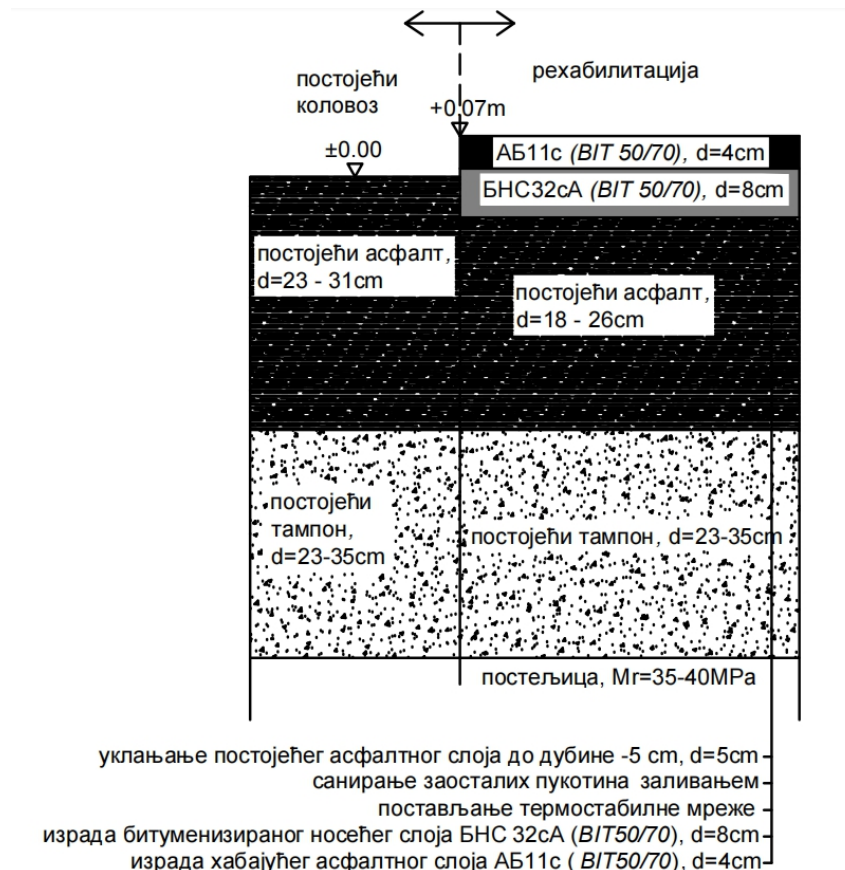 постојећи
коловоз
рехабилитација
+0.07m
±0.00
АБ11с (BIT 50/70), d=4cm
БНС32сА (BIT 50/70), d=8cm
постојећи асфалт,
d=23 - 31cm
постојећи асфалт,
d=18 - 26cm
постојећи
тампон,
d=23-35cm
постојећи тампон, d=23-35cm
постељица, Mr=35-40MPa
уклањање постојећег асфалтног слоја до дубине -5 cm, d=5cm
санирање заосталих пукотина заливањем
постављање термостабилне мреже
израда битуменизираног носећег слоја БНС 32сА (BIT50/70), d=8cm
израда хабајућег асфалтног слоја АБ11с ( BIT50/70), d=4cm